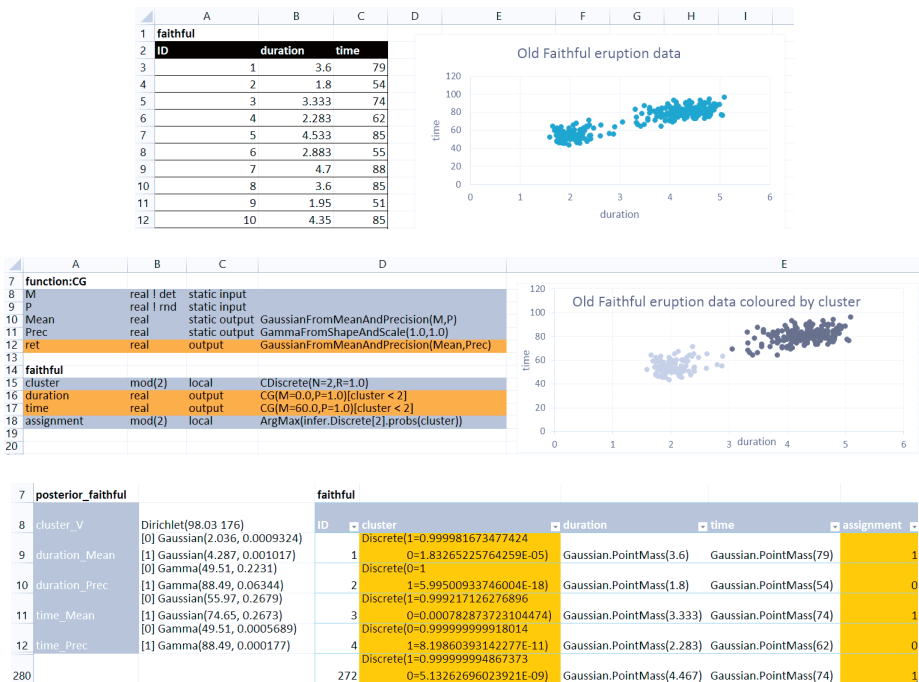 A B C D E F G H I
1 faithful
2 ID duration time
3 1 3.6 79
4 2 1.8 54
5 3 3.333 74
6 4 2.283 62
7 5 4.533 85
8 6 2.883 55
9 7 4.7 88
10 8 3.6 85
11 9 1.95 51
12 10 4.35 85
Old Faithful eruption data
120
100
80
60
40
20
0
time
0 1 2 3 4 5 6
duration
A B C D E
7 function:CG
8 M real ! det static input
9 P real ! rnd static input
10 Mean real static output GaussianFromMeanAndPrecision(M,P)
11 Prec real static output GammaFromShapeAndScale(1.0,1.0)
12 ret real output GaussianFromMeanAndPrecision(Mean,Prec)
13
14 faithful
15 cluster mod(2) local CDiscrete(N=2,R=1.0)
16 duration real output CG(M=0.0,P=1.0)[cluster < 2]
17 time real output CG(M=60.0,P=1.0)[cluster < 2]
18 assignment mod(2) local ArgMax(infer.Discrete[2].probs(cluster))
19
20
Old Faithful eruption data coloured by cluster
120
100
80
60
40
20
0
time
0 1 2 3 4 5 6
duration
7 posterior_faithful faithful
8 cluster_V Dirichlet(98.03 176) ID cluster duration time assignment
[0] Gaussian(2.036, 0.0009324) Discrete(1=0.999981673477424
9 duration_Mean [1] Gaussian(4.287, 0.001017) 1 0=1.83265225764259E-05) Gaussian.PointMass(3.6) Gaussian.PointMass(79) 1
[0] Gamma(49.51, 0.2231) Discrete(0=1
10 duration_Prec [1] Gamma(88.49, 0.06344) 2 1=5.99500933746004E-18) Gaussian.PointMass(1.8) Gaussian.PointMass(54) 0
[0] Gaussian(55.97, 0.2679) Discrete(1=0.999217126276896
11 time_Mean [1] Gaussian(74.65, 0.2673) 3 0=0.000782873723104474) Gaussian.PointMass(3.333) Gaussian.PointMass(74) 1
[0] Gamma(49.51, 0.0005689) Discrete(0=0.999999999918014
12 time_Prec [1] Gamma(88.49, 0.000177) 4 1=8.19860393142277E-11) Gaussian.PointMass(2.283) Gaussian.PointMass(62) 0
Discrete(1=0.999999994867373
280 272 0=5.13262696023921E-09) Gaussian.PointMass(4.467) Gaussian.PointMass(74) 1